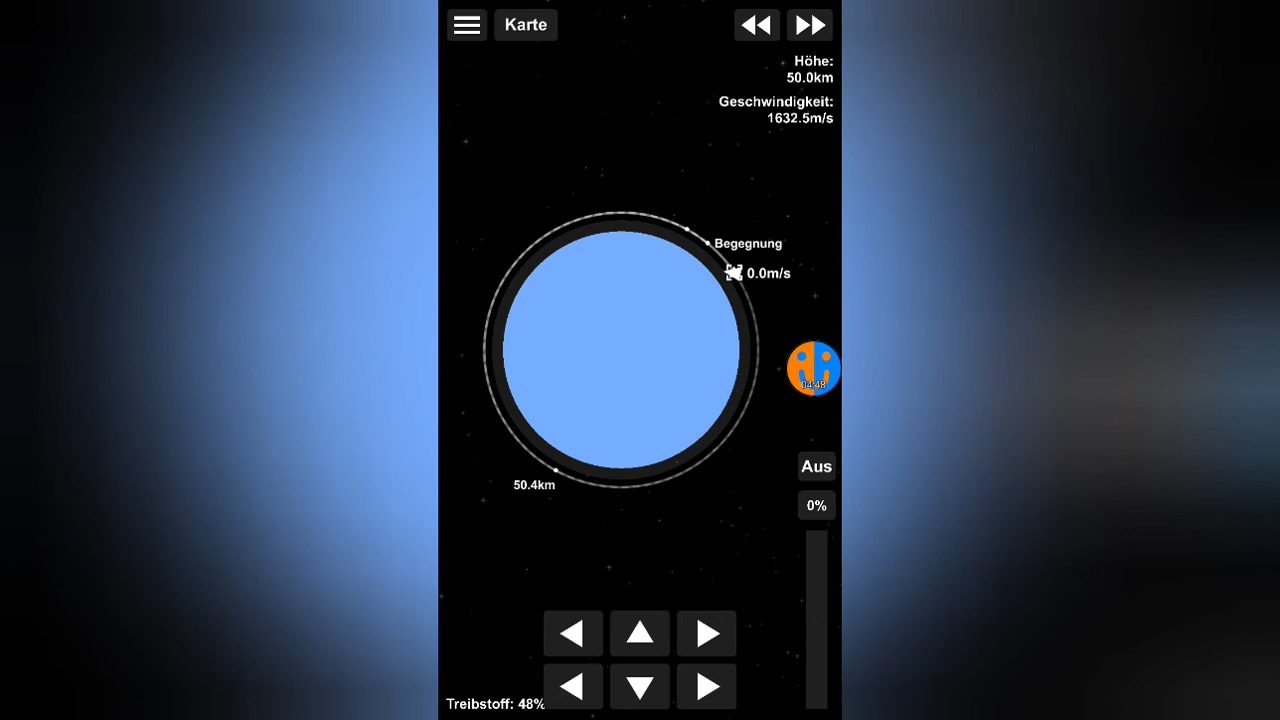 Karte
Höhe:
50.0km
Geschwindigkeit:
1632.5m/s
Begegnung
0.0m/s
04:48
Aus
50.4km
0%
Treibstoff: 48%